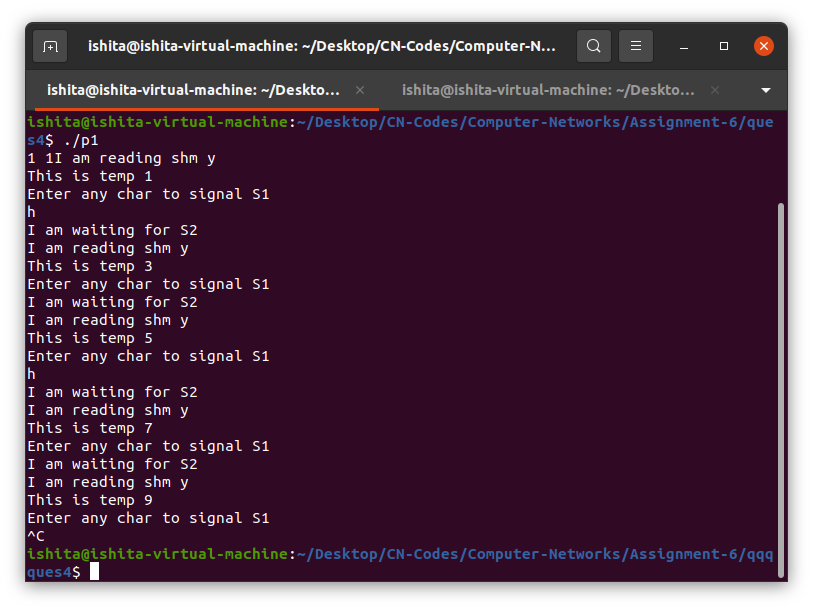 ishita@ishita-virtual-machine: ~/Desktop/CN-Codes/Computer-N...
ishita@ishita-virtual-machine: ~/Deskto...
ishita@ishita-virtual-machine: ~/Deskto...
ishita@ishita-virtual-machine:~/Desktop/CN-Codes/Computer-Networks/Assignment-6/que
s4$ ./p1
1 1I am reading shm y
This is temp 1
Enter any char to signal S1
h
I am waiting for S2
I am reading shm y
This is temp 3
Enter any char to signal S1
I am waiting for S2
I am reading shm y
This is temp 5
Enter any char to signal S1
h
I am waiting for S2
I am reading shm y
This is temp 7
Enter any char to signal S1
I am waiting for S2
I am reading shm y
This is temp 9
Enter any char to signal S1
^C
ishita@ishita-virtual-machine:~/Desktop/CN-Codes/Computer-Networks/Assignment-6/qqq
ques4$